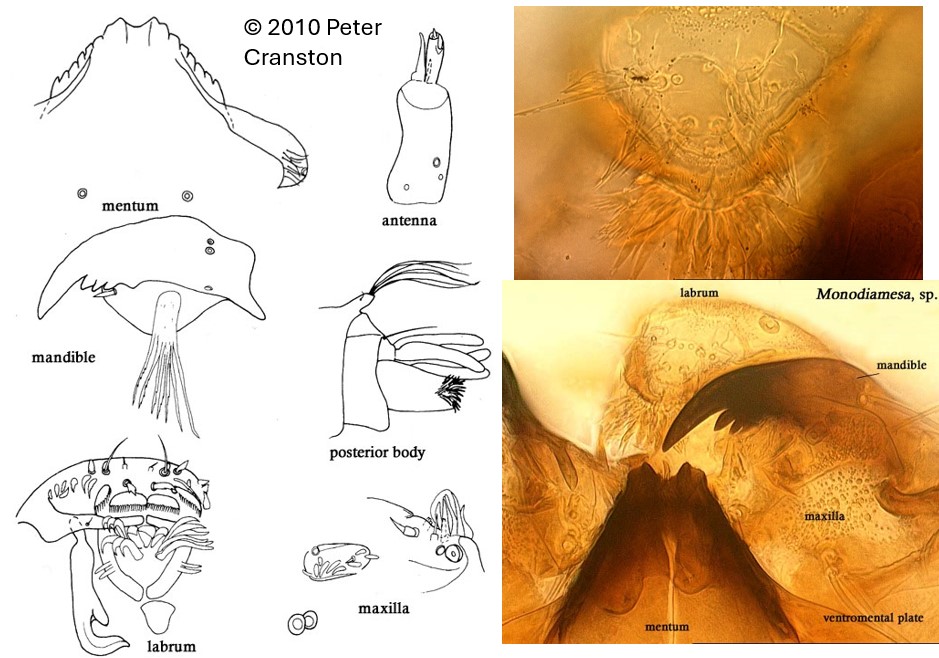 © 2010 Peter
Cranston
mentum
antenna
mandible
posterior body
maxilla
labrum
labrum
Monodiamesa, sp.
mandible
maxilla
ventromental plate
mentum